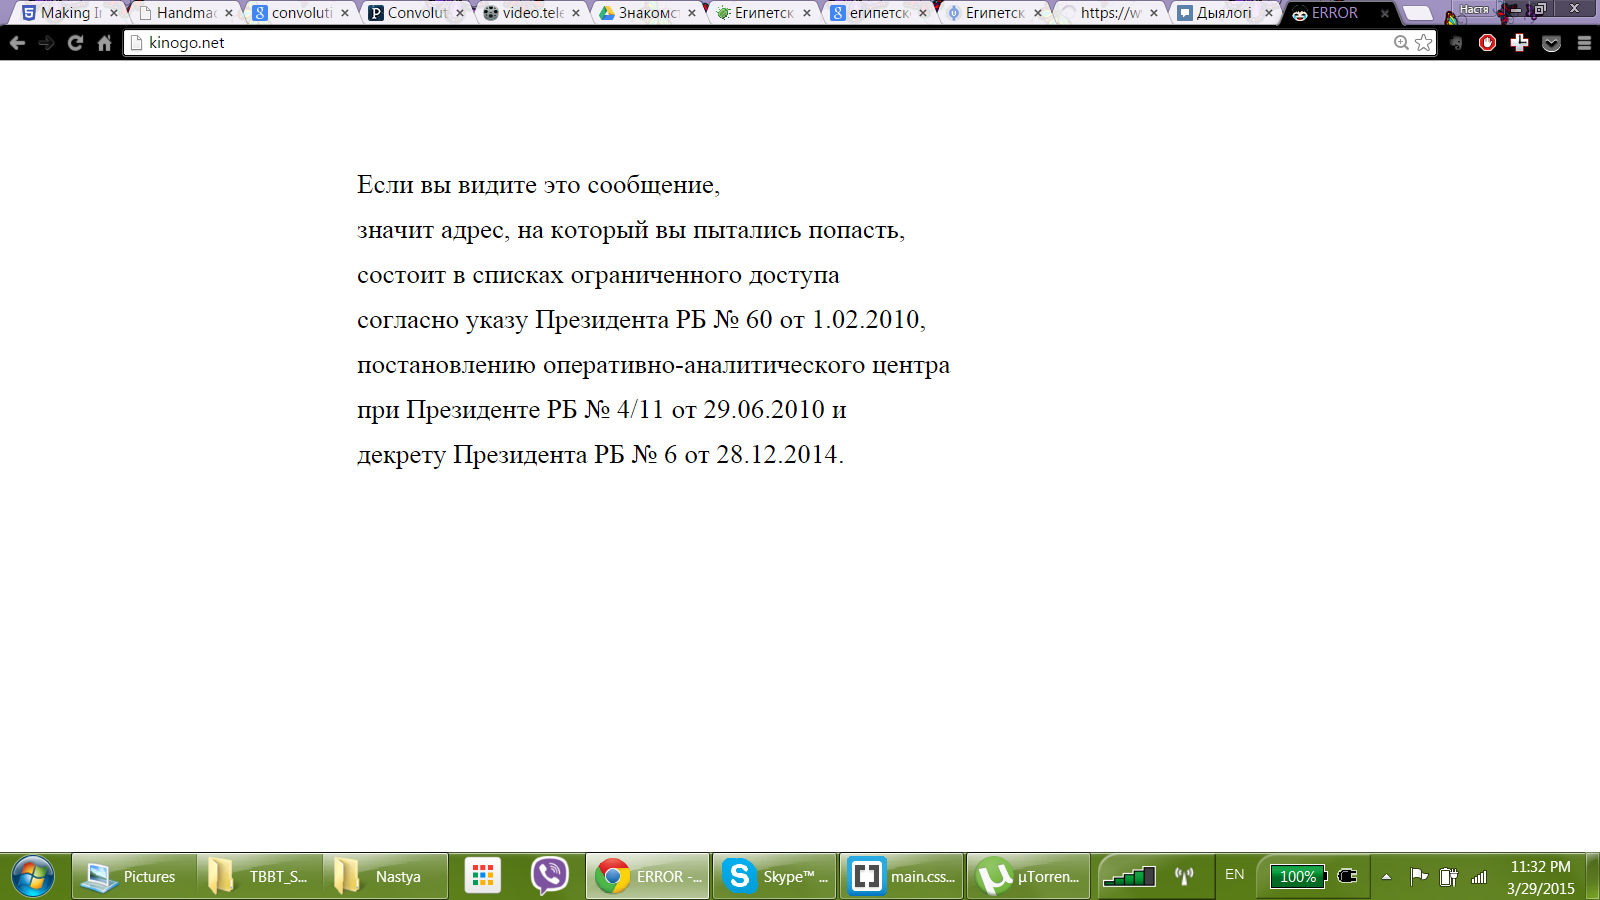 Making I
Handmac
convoluti
Convolut
video.tele
Знакомст
Египетск
египетск
Египетск
https://w
Дыялогі
ERROR
Настя
kinogo.net
Если вы видите это сообщение,
значит адрес, на который вы пытались попасть,
состоит в списках ограниченного доступа
согласно указу Президента РБ № 60 от 1.02.2010,
постановлению оперативно-аналитического центра
при Президенте РБ № 4/11 от 29.06.2010 и
декрету Президента РБ № 6 от 28.12.2014.
Pictures
TBBT_S...
Nastya
ERROR -...
Skype™ ...
main.css...
µTorren...
EN
100%
11:32 PM
3/29/2015